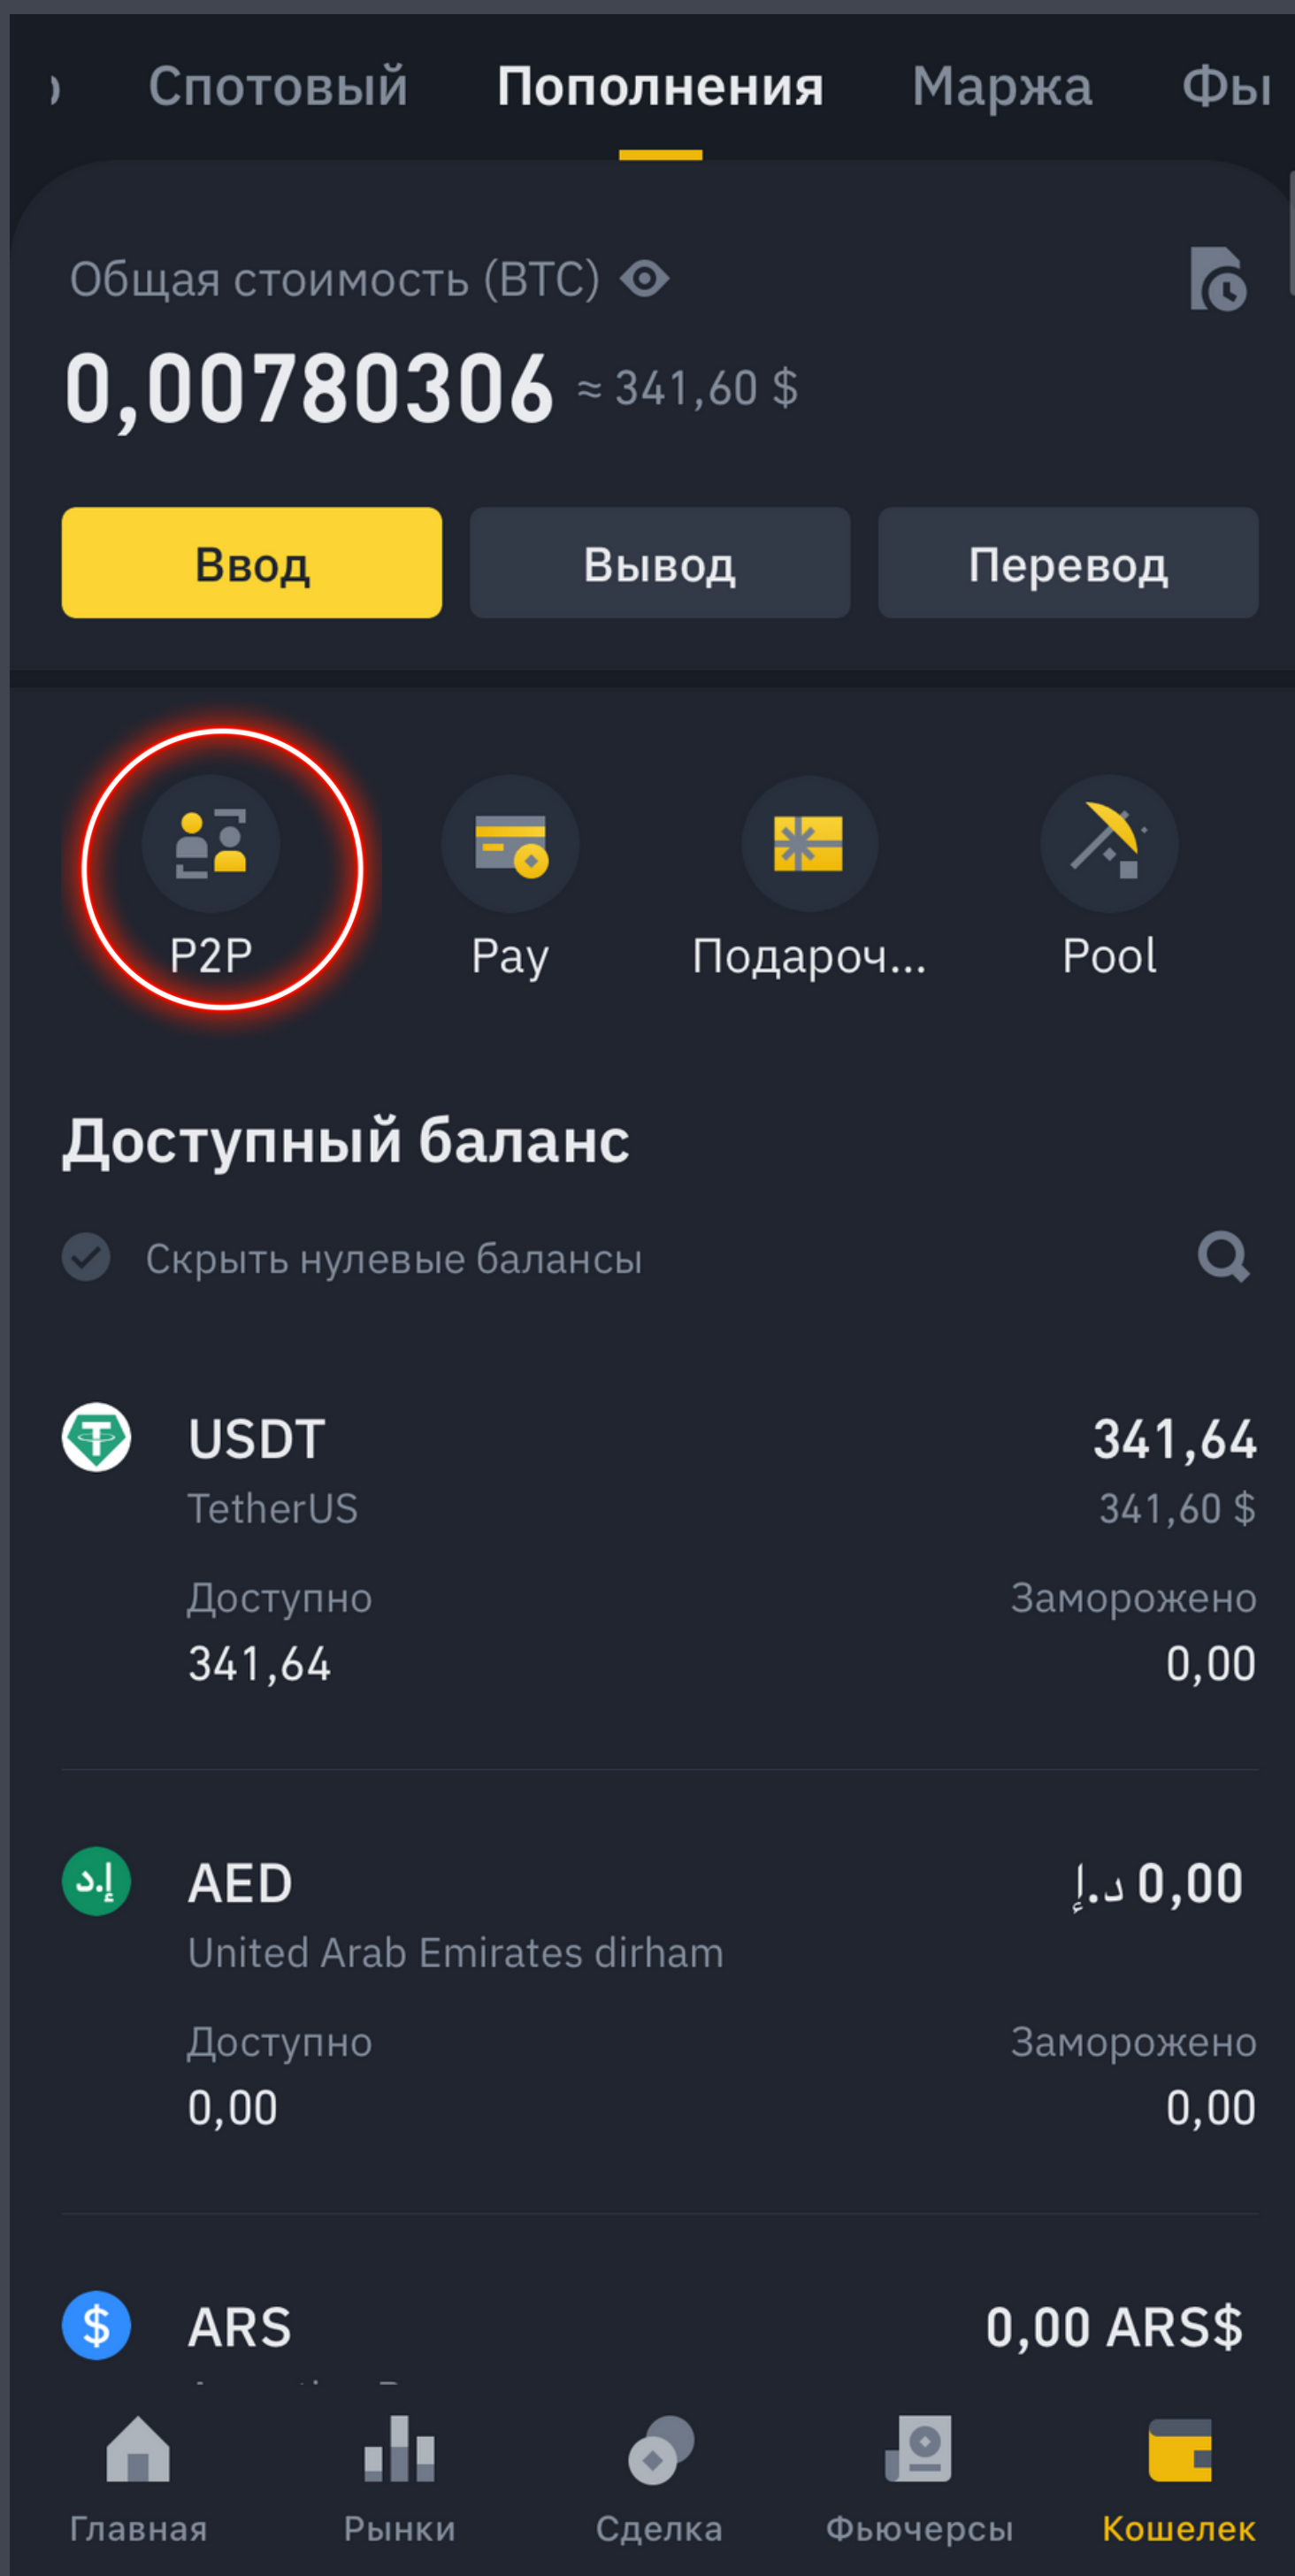 Спотовый Пополнения Маржа Фы
Общая стоимость (BTC)
0,00780306 ≈ 341,60 $
Ввод Вывод Перевод
P2P Pay Подароч... Pool
Доступный баланс
Скрыть нулевые балансы
USDT 341,64
TetherUS 341,60 $
Доступно Заморожено
341,64 0,00
د.إ AED د.إ 0,00
United Arab Emirates dirham
Доступно Заморожено
0,00 0,00
$ ARS 0,00 ARS$
Главная Рынки Сделка Фьючерсы Кошелек